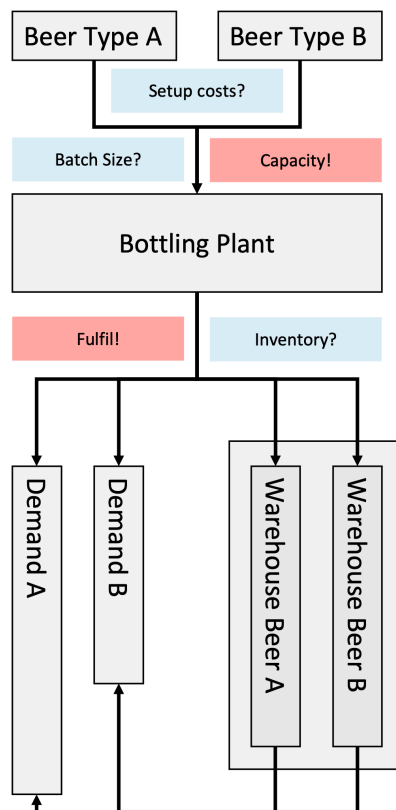 Beer Type A
Beer Type B
Setup costs?
Batch Size?
Capacity!
Bottling Plant
Fulfil!
Inventory?
Demand A
Demand B
Warehouse Beer A
Warehouse Beer B